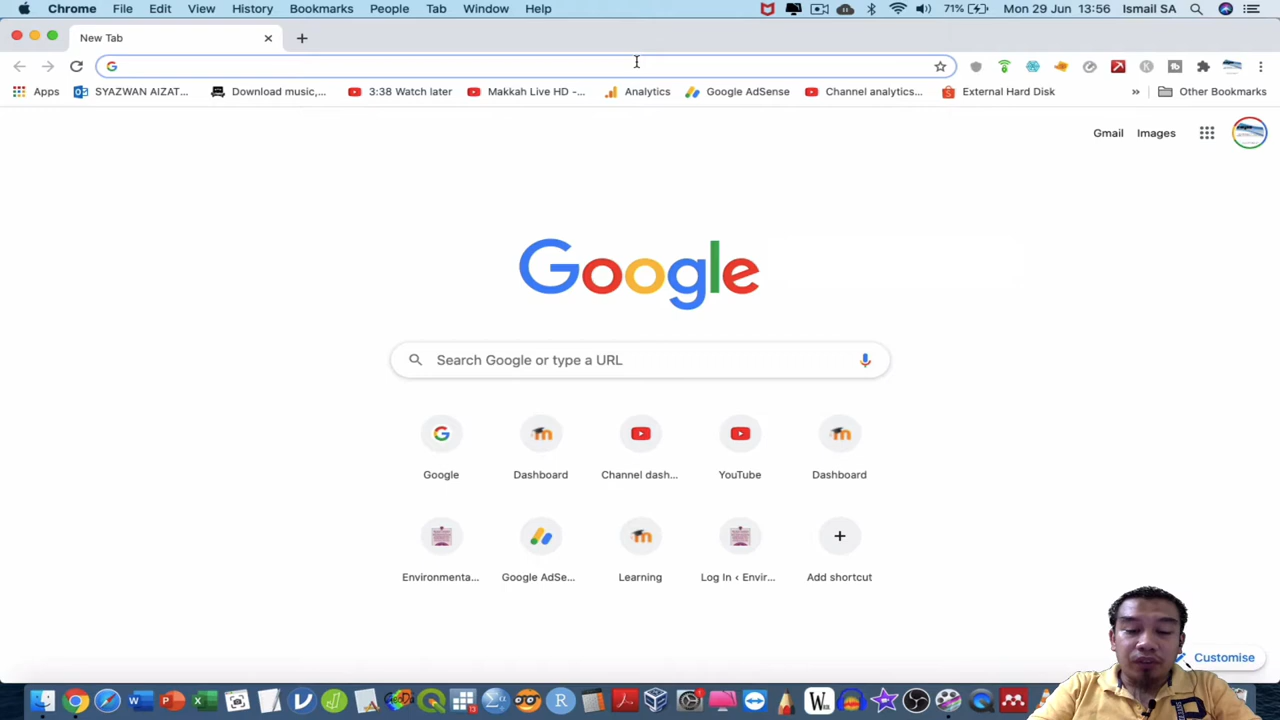 Chrome File Edit View History Bookmarks People Tab Window Help 71% Mon 29 Jun 13:56 Ismail SA
New Tab
Apps SYAZWAN AIZAT... Download music,... 3:38 Watch later Makkah Live HD -... Analytics Google AdSense Channel analytics... External Hard Disk » Other Bookmarks
Gmail Images
Google
Search Google or type a URL
Google Dashboard Channel dash... YouTube Dashboard
Environmenta... Google AdSe... Learning Log In ‹ Envir... Add shortcut
Customise